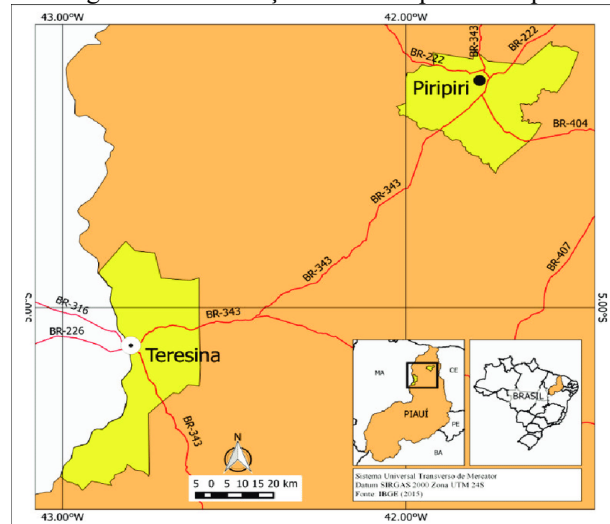 43.00°W
42.00°W
BR-343
BR-222
BR-222
Piripiri
BR-404
BR-343
BR-407
BR-343
5.00°S
5.00°S
BR-316
BR-343
BR-226
Teresina
BR-343
MA
CE
PIAUÍ
PE
BA
BRASIL
N
5 0 5 10 15 20 km
Sistema Universal Transverso de Mercator
Datum SIRGAS 2000 Zona UTM 24S
Fonte IBGE (2015)
43.00°W
42.00°W